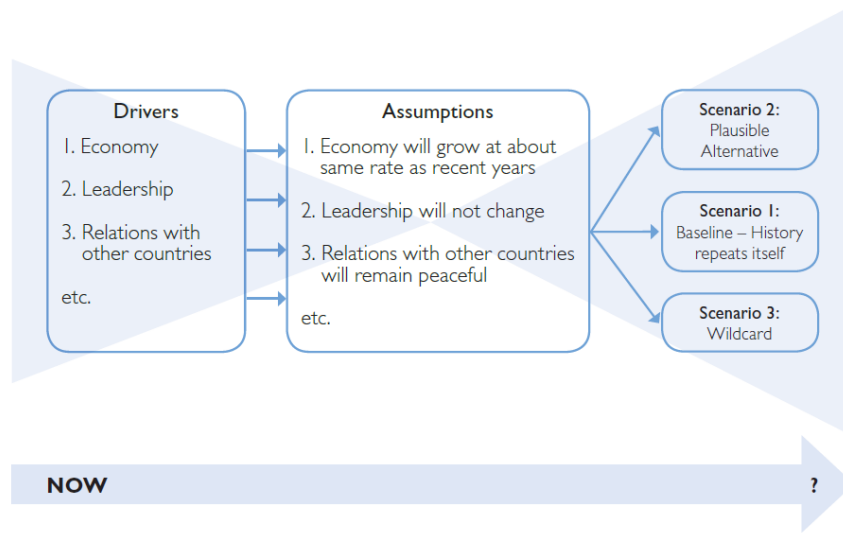 Drivers
1. Economy
2. Leadership
3. Relations with
other countries
etc.
Assumptions
1. Economy will grow at about
same rate as recent years
2. Leadership will not change
3. Relations with other countries
will remain peaceful
etc.
Scenario 2:
Plausible
Alternative
Scenario 1:
Baseline – History
repeats itself
Scenario 3:
Wildcard
NOW
?